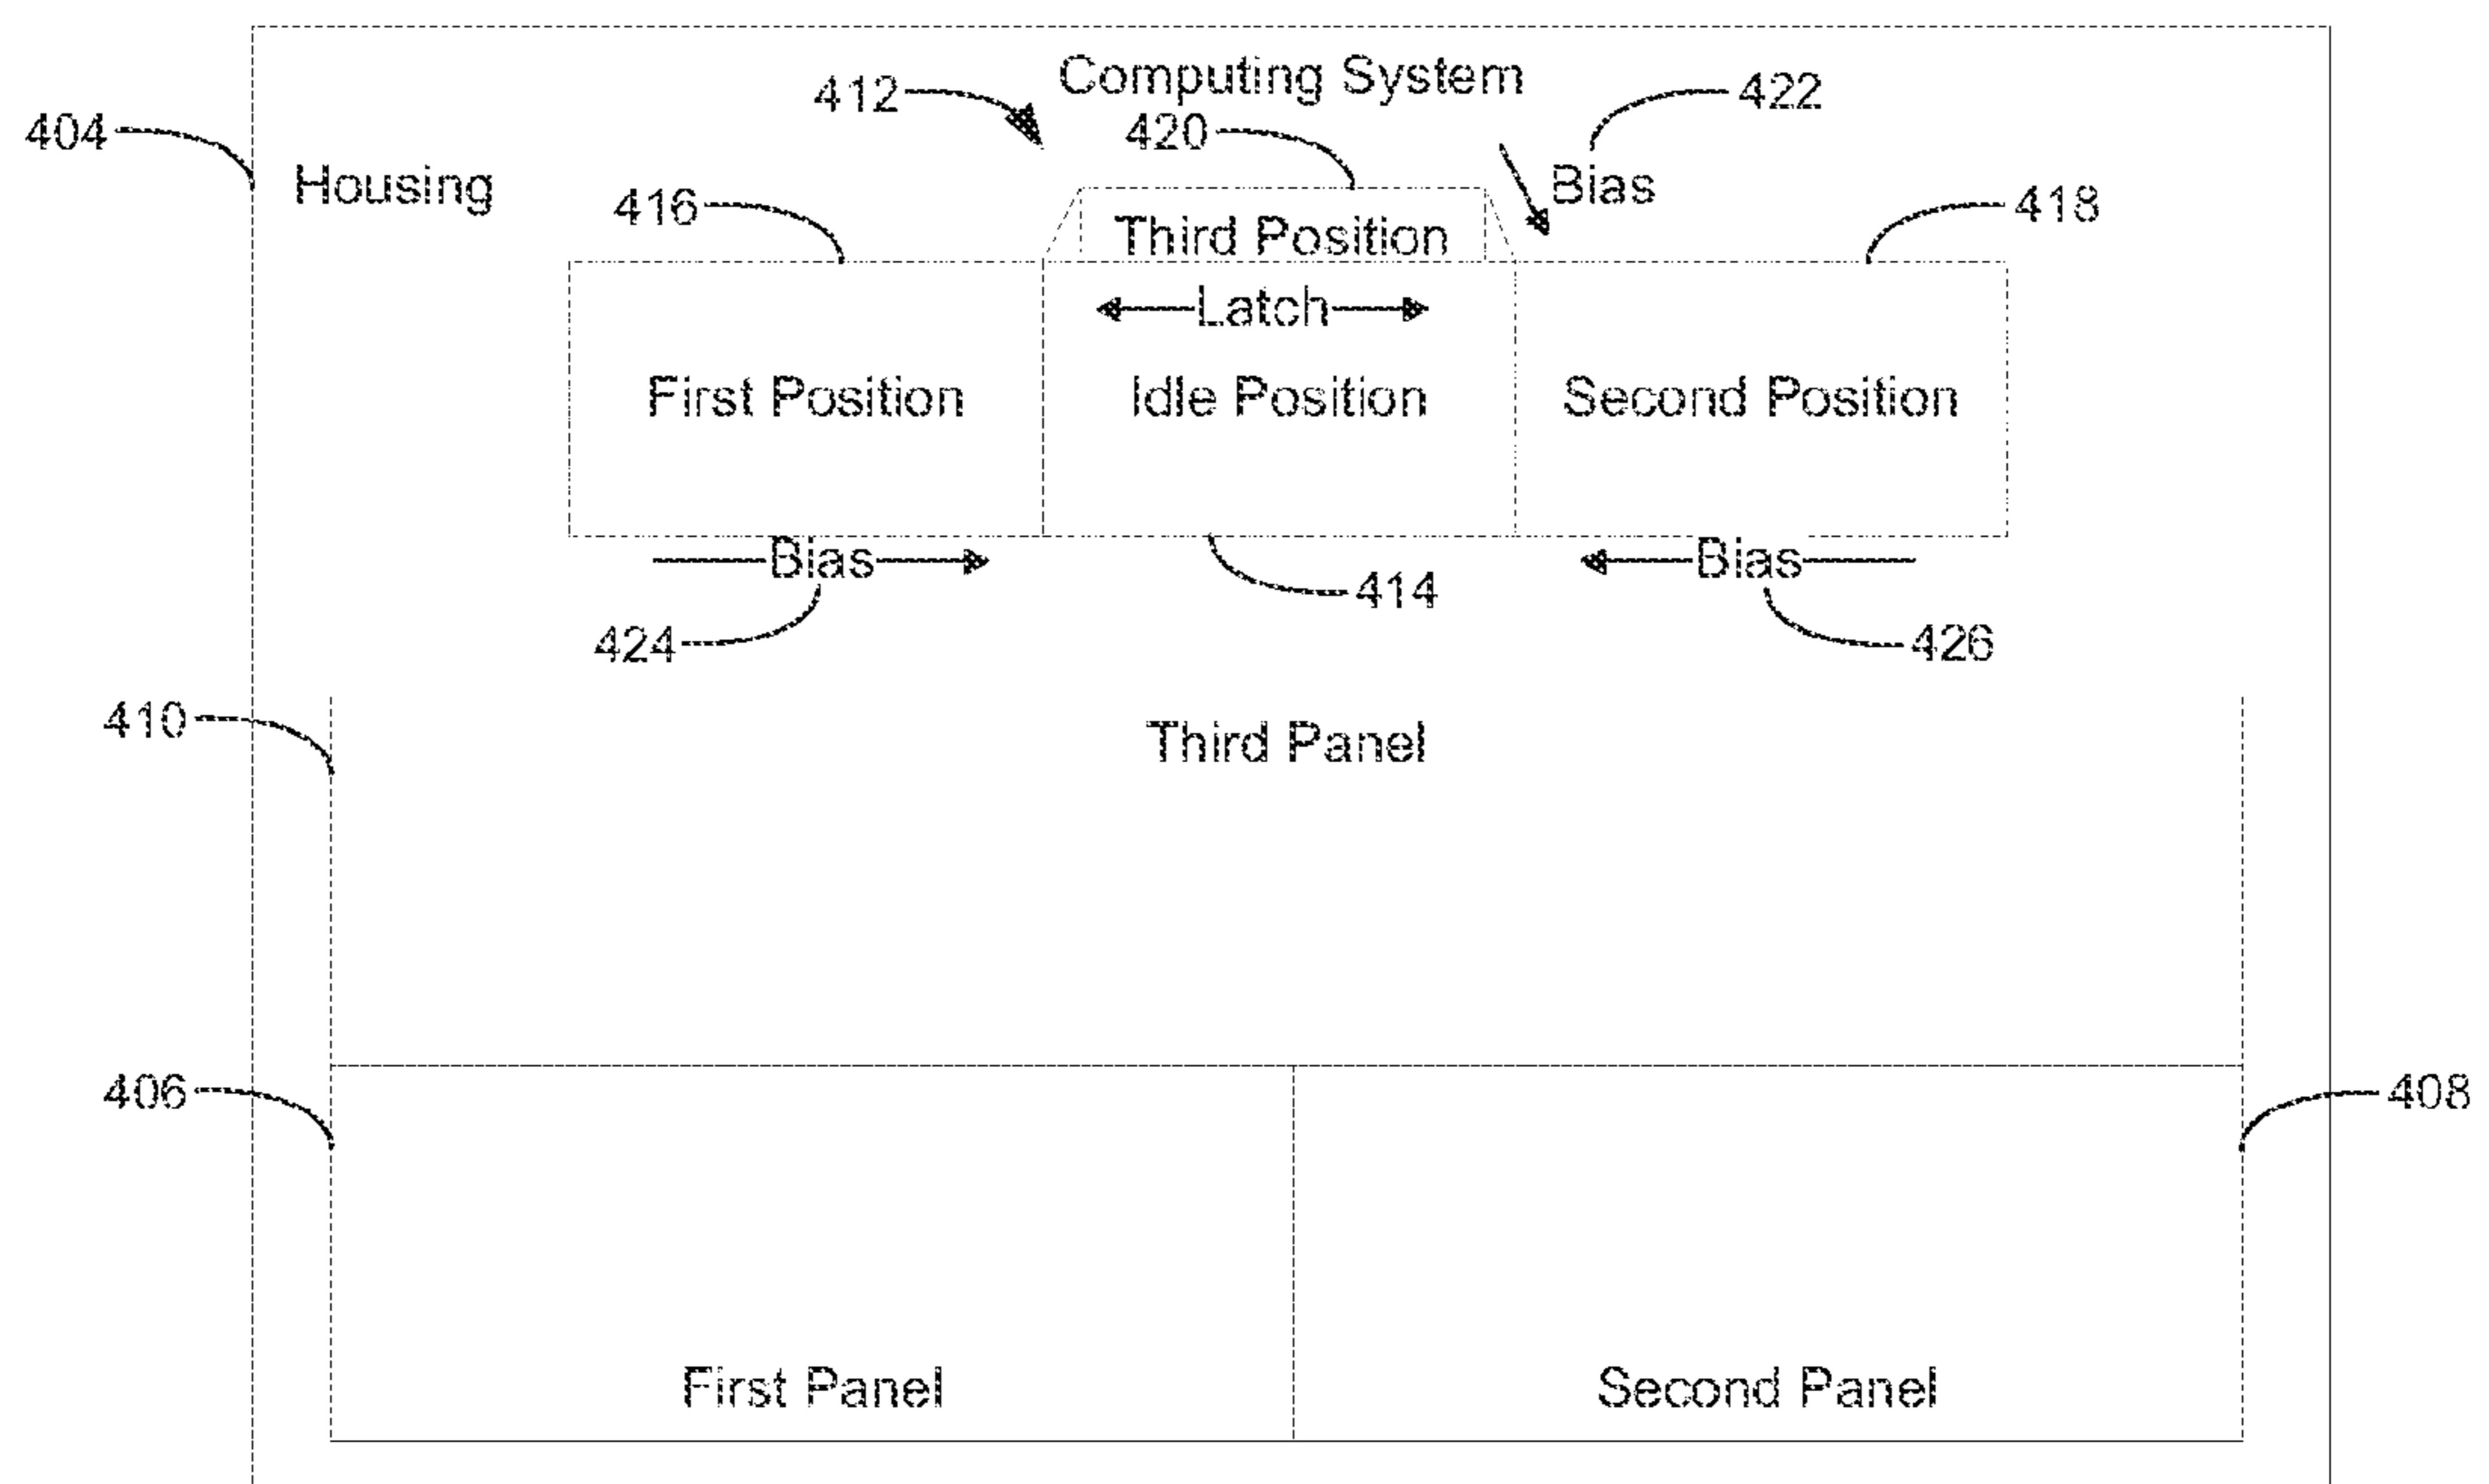 Computing System
412
422
404
420
Housing
Bias
416
418
Third Position
Latch
First Position
Idle Position
Second Position
Bias
Bias
414
424
426
410
Third Panel
406
408
First Panel
Second Panel